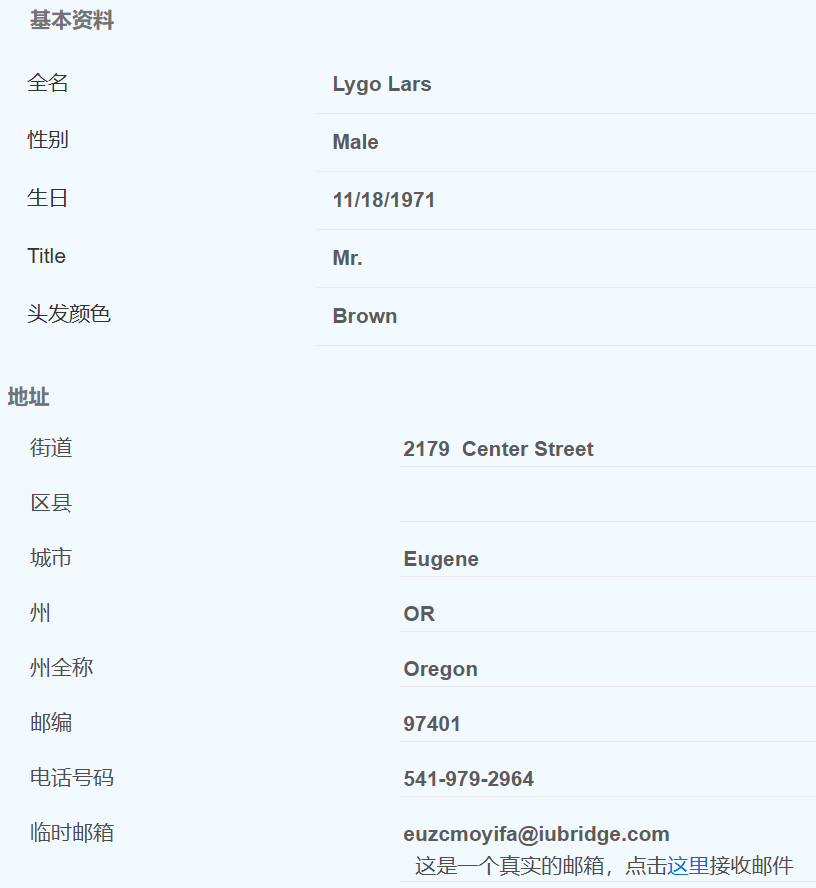 基本资料
全名 Lygo Lars
性别 Male
生日 11/18/1971
Title Mr.
头发颜色 Brown
地址
街道 2179  Center Street
区县
城市 Eugene
州 OR
州全称 Oregon
邮编 97401
电话号码 541-979-2964
临时邮箱 euzcmoyifa@iubridge.com
这是一个真实的邮箱，点击这里接收邮件